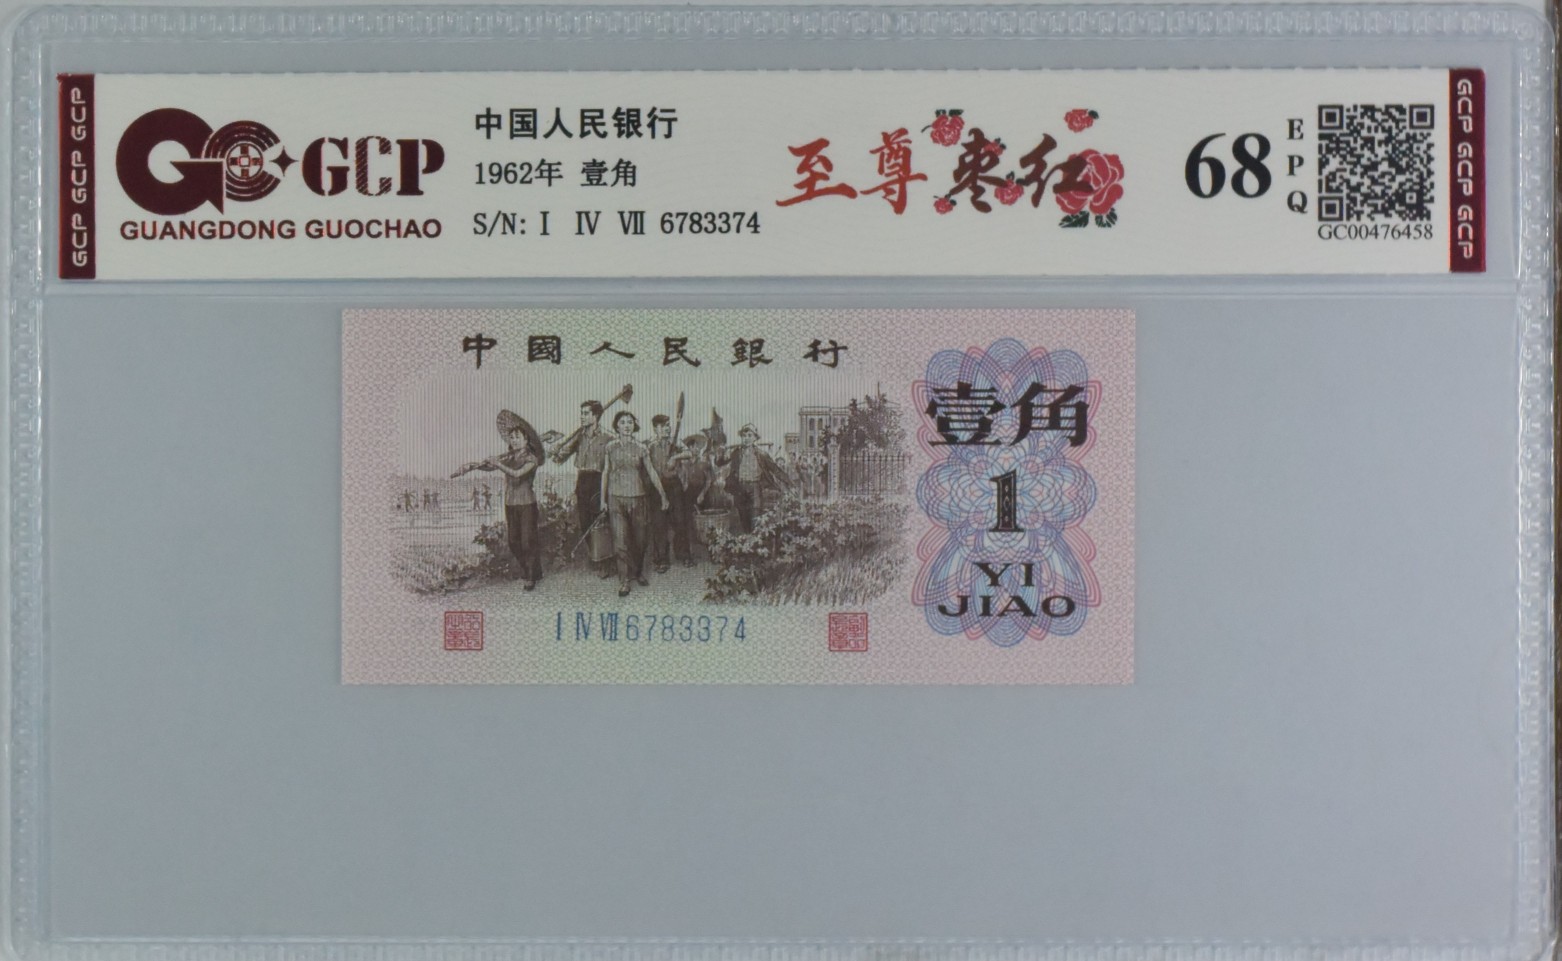 GCP GCP GCP
GCP
GUANGDONG GUOCHAO
中国人民银行
1962年 壹角
S/N: I IV VII 6783374
至尊枣红
68
EPQ
GC00476458
GCP GCP GCP
中國人民銀行
壹角
1
YI
JIAO
I IV VII 6783374